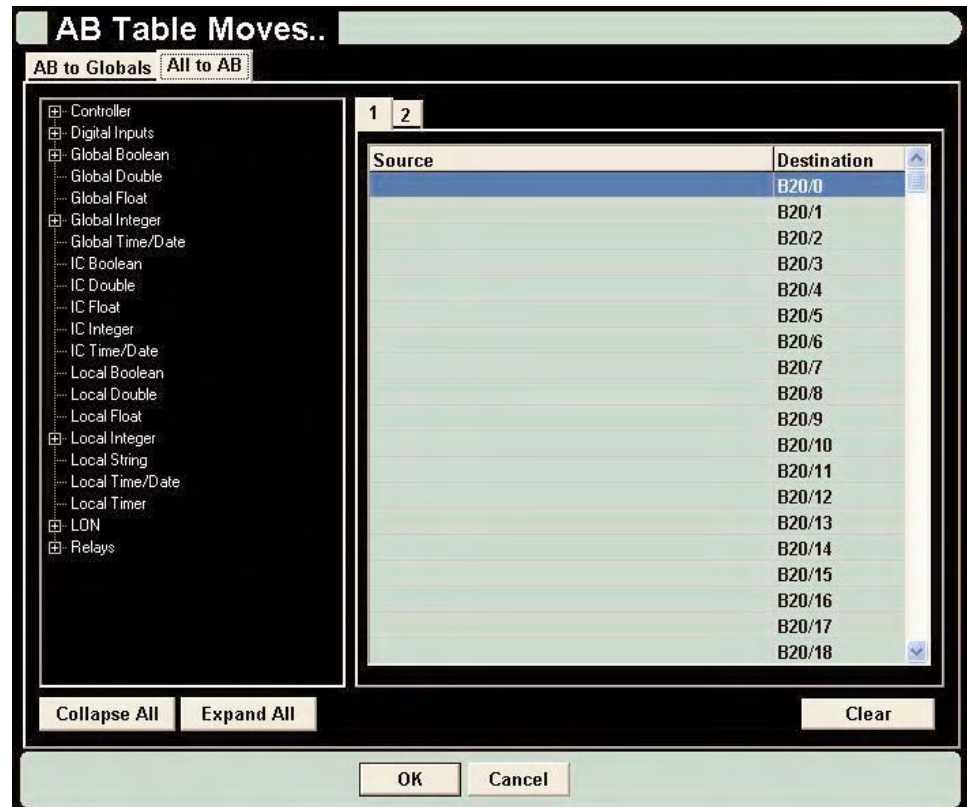 AB Table Moves..
AB to Globals
All to AB
Controller
Digital Inputs
Global Boolean
Global Double
Global Float
Global Integer
Global Time/Date
IC Boolean
IC Double
IC Float
IC Integer
IC Time/Date
Local Boolean
Local Double
Local Float
Local Integer
Local String
Local Time/Date
Local Timer
LON
Relays
1
2
Source Destination
B20/0
B20/1
B20/2
B20/3
B20/4
B20/5
B20/6
B20/7
B20/8
B20/9
B20/10
B20/11
B20/12
B20/13
B20/14
B20/15
B20/16
B20/17
B20/18
Collapse All
Expand All
Clear
OK
Cancel